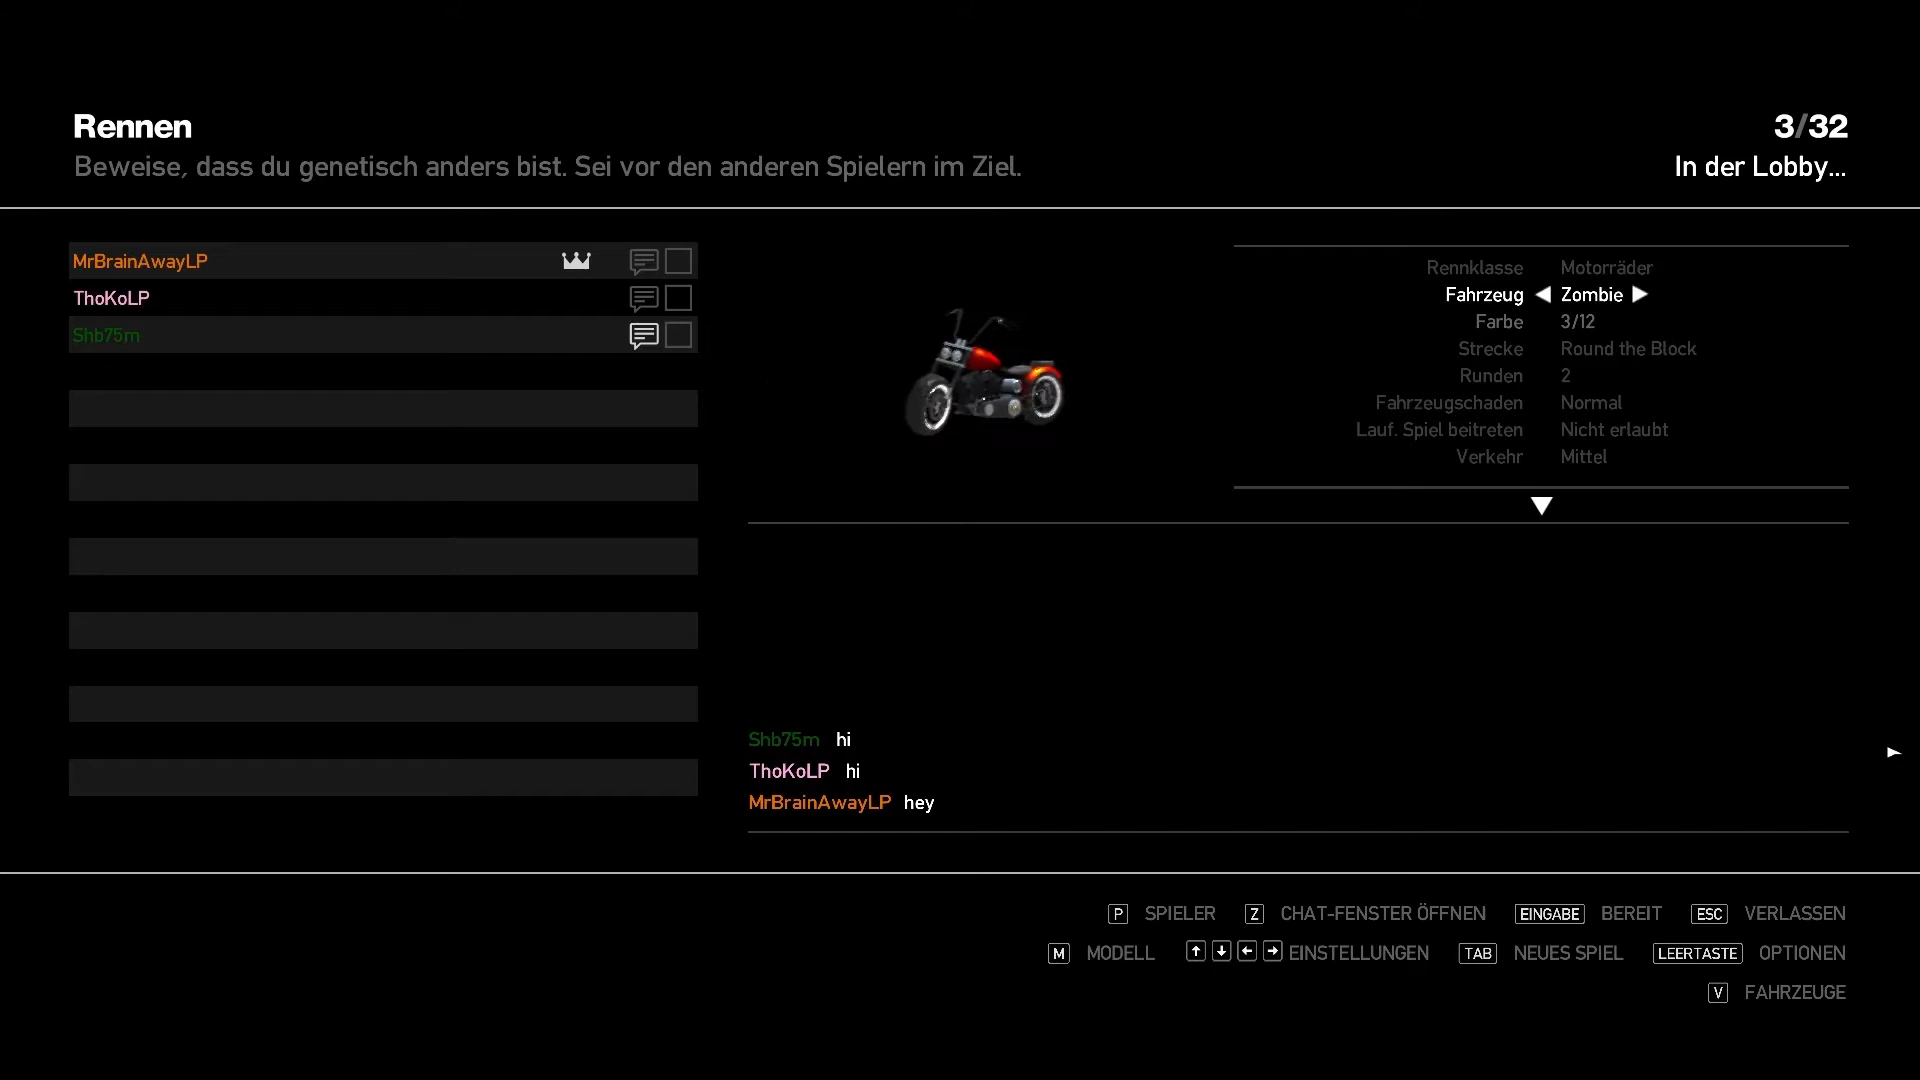 Rennen
3/32
Beweise, dass du genetisch anders bist. Sei vor den anderen Spielern im Ziel.
In der Lobby...
MrBrainAwayLP
ThoKoLP
Shb75m
Rennklasse Motorräder
Fahrzeug Zombie
Farbe 3/12
Strecke Round the Block
Runden 2
Fahrzeugschaden Normal
Lauf. Spiel beitreten Nicht erlaubt
Verkehr Mittel
Shb75m hi
ThoKoLP hi
MrBrainAwayLP hey
P SPIELER Z CHAT-FENSTER ÖFFNEN EINGABE BEREIT ESC VERLASSEN
M MODELL ↑ ↓ ← → EINSTELLUNGEN TAB NEUES SPIEL LEERTASTE OPTIONEN
V FAHRZEUGE